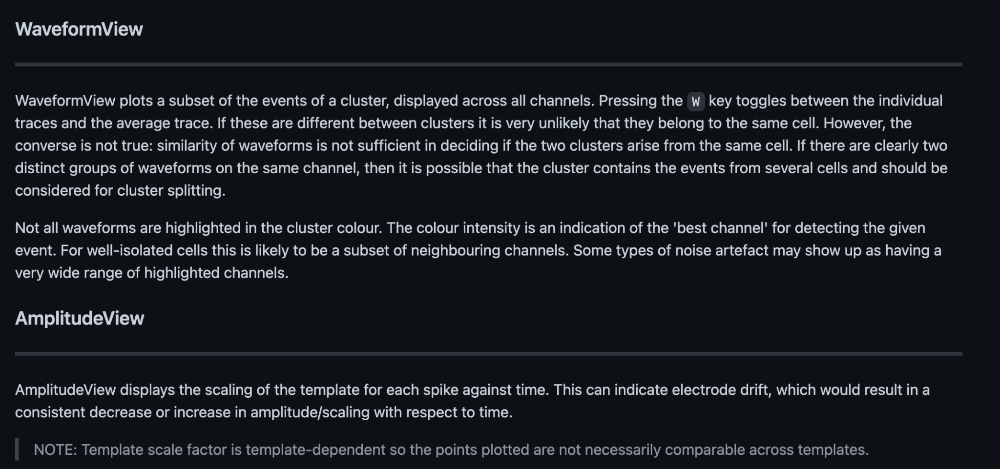 WaveformView
WaveformView plots a subset of the events of a cluster, displayed across all channels. Pressing the W key toggles between the individual
traces and the average trace. If these are different between clusters it is very unlikely that they belong to the same cell. However, the
converse is not true: similarity of waveforms is not sufficient in deciding if the two clusters arise from the same cell. If there are clearly two
distinct groups of waveforms on the same channel, then it is possible that the cluster contains the events from several cells and should be
considered for cluster splitting.
Not all waveforms are highlighted in the cluster colour. The colour intensity is an indication of the 'best channel' for detecting the given
event. For well-isolated cells this is likely to be a subset of neighbouring channels. Some types of noise artefact may show up as having a
very wide range of highlighted channels.
AmplitudeView
AmplitudeView displays the scaling of the template for each spike against time. This can indicate electrode drift, which would result in a
consistent decrease or increase in amplitude/scaling with respect to time.
NOTE: Template scale factor is template-dependent so the points plotted are not necessarily comparable across templates.